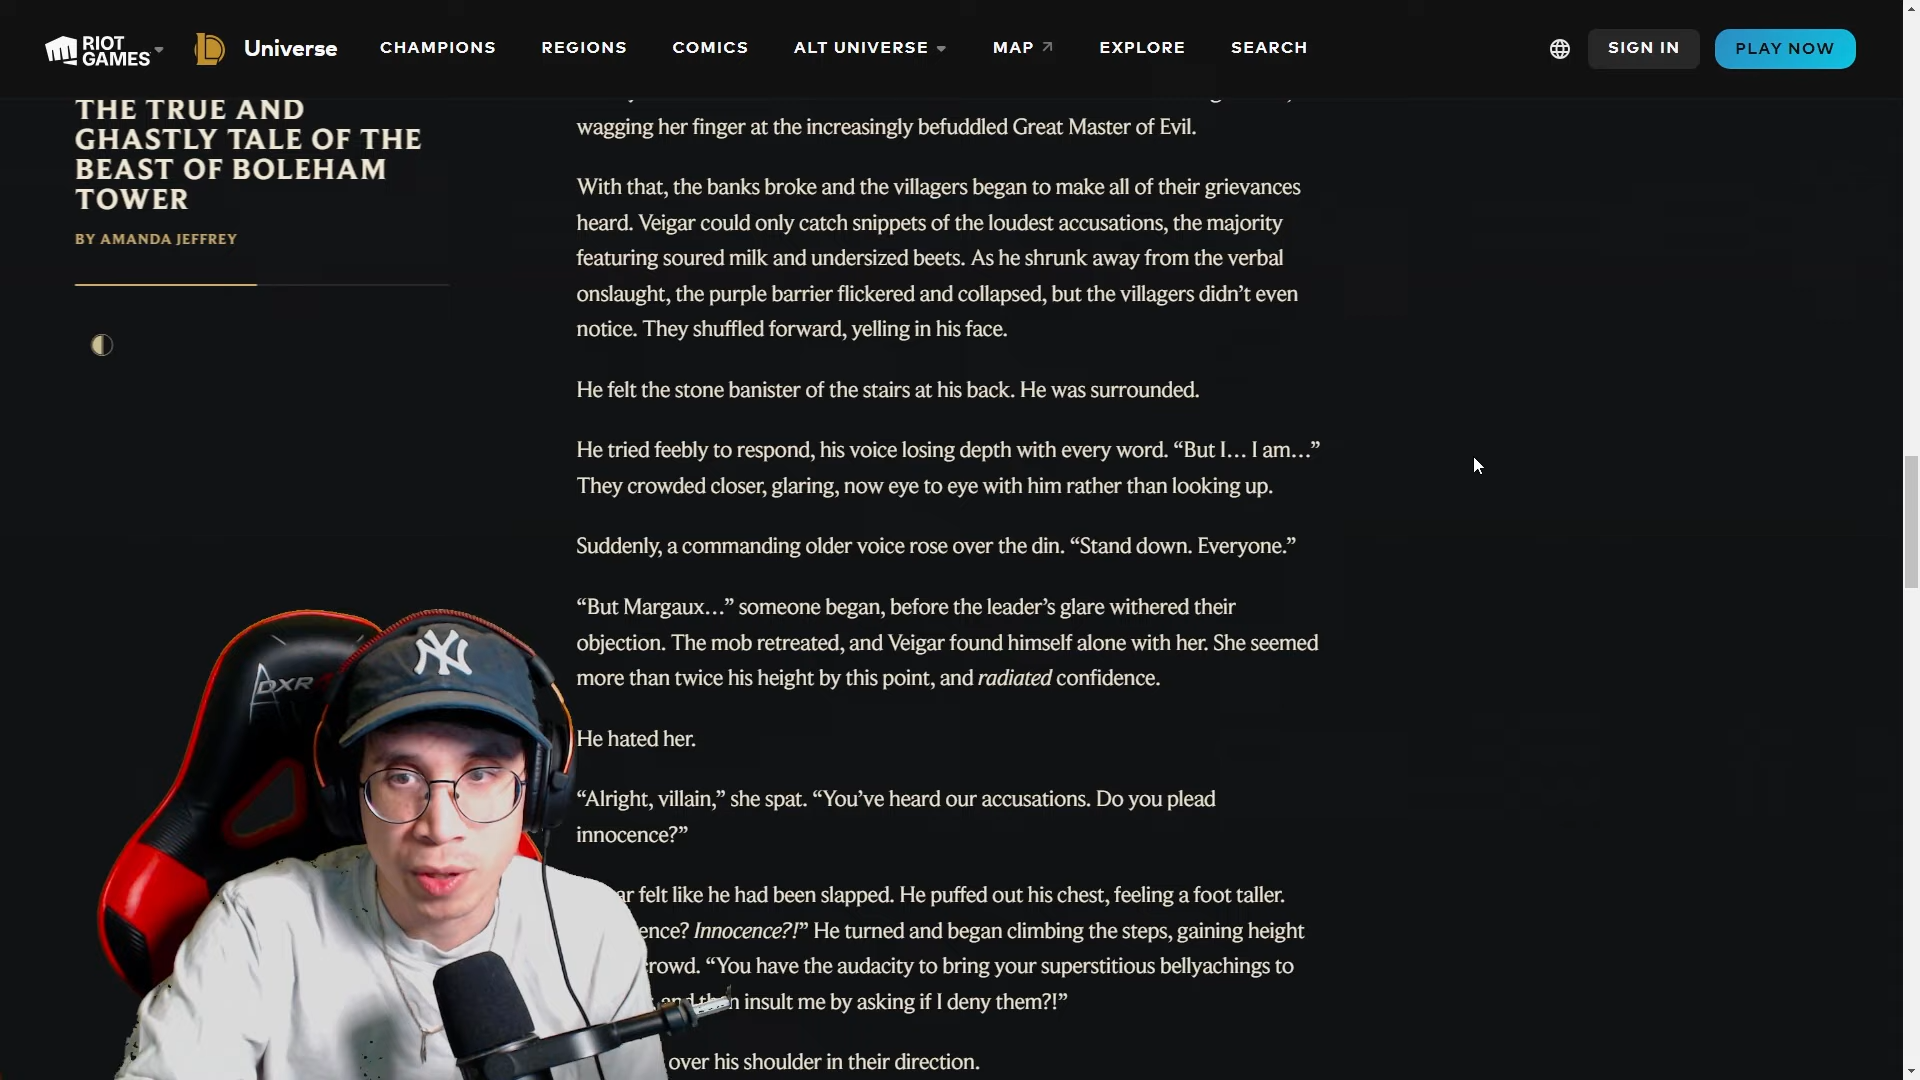 RIOT GAMES
Universe
CHAMPIONS
REGIONS
COMICS
ALT UNIVERSE
MAP
EXPLORE
SEARCH
SIGN IN
PLAY NOW
THE TRUE AND
GHASTLY TALE OF THE
BEAST OF BOLEHAM
TOWER
BY AMANDA JEFFREY
wagging her finger at the increasingly befuddled Great Master of Evil.
With that, the banks broke and the villagers began to make all of their grievances
heard. Veigar could only catch snippets of the loudest accusations, the majority
featuring soured milk and undersized beets. As he shrunk away from the verbal
onslaught, the purple barrier flickered and collapsed, but the villagers didn’t even
notice. They shuffled forward, yelling in his face.
He felt the stone banister of the stairs at his back. He was surrounded.
He tried feebly to respond, his voice losing depth with every word. “But I… I am…”
They crowded closer, glaring, now eye to eye with him rather than looking up.
Suddenly, a commanding older voice rose over the din. “Stand down. Everyone.”
“But Margaux…” someone began, before the leader’s glare withered their
objection. The mob retreated, and Veigar found himself alone with her. She seemed
more than twice his height by this point, and radiated confidence.
He hated her.
“Alright, villain,” she spat. “You’ve heard our accusations. Do you plead
innocence?”
felt like he had been slapped. He puffed out his chest, feeling a foot taller.
Innocence?!” He turned and began climbing the steps, gaining height
crowd. “You have the audacity to bring your superstitious bellyachings to
and then insult me by asking if I deny them?!”
over his shoulder in their direction.
NY
DXR